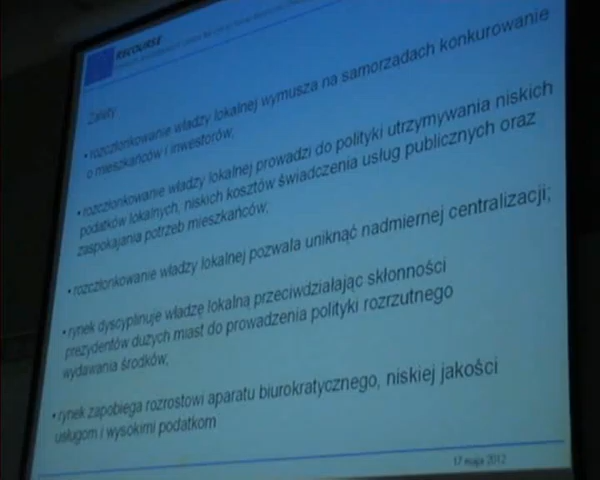 RECOURSE
Zalety:
• rozczłonkowanie władzy lokalnej wymusza na samorządach konkurowanie
o mieszkańców i inwestorów;
• rozczłonkowanie władzy lokalnej prowadzi do polityki utrzymywania niskich
podatków lokalnych, niskich kosztów świadczenia usług publicznych oraz
zaspokajania potrzeb mieszkańców;
• rozczłonkowanie władzy lokalnej pozwala uniknąć nadmiernej centralizacji;
• rynek dyscyplinuje władzę lokalną przeciwdziałając skłonności
prezydentów dużych miast do prowadzenia polityki rozrzutnego
wydawania środków;
• rynek zapobiega rozrostowi aparatu biurokratycznego, niskiej jakości
usługom i wysokimi podatkom
17 maja 2012